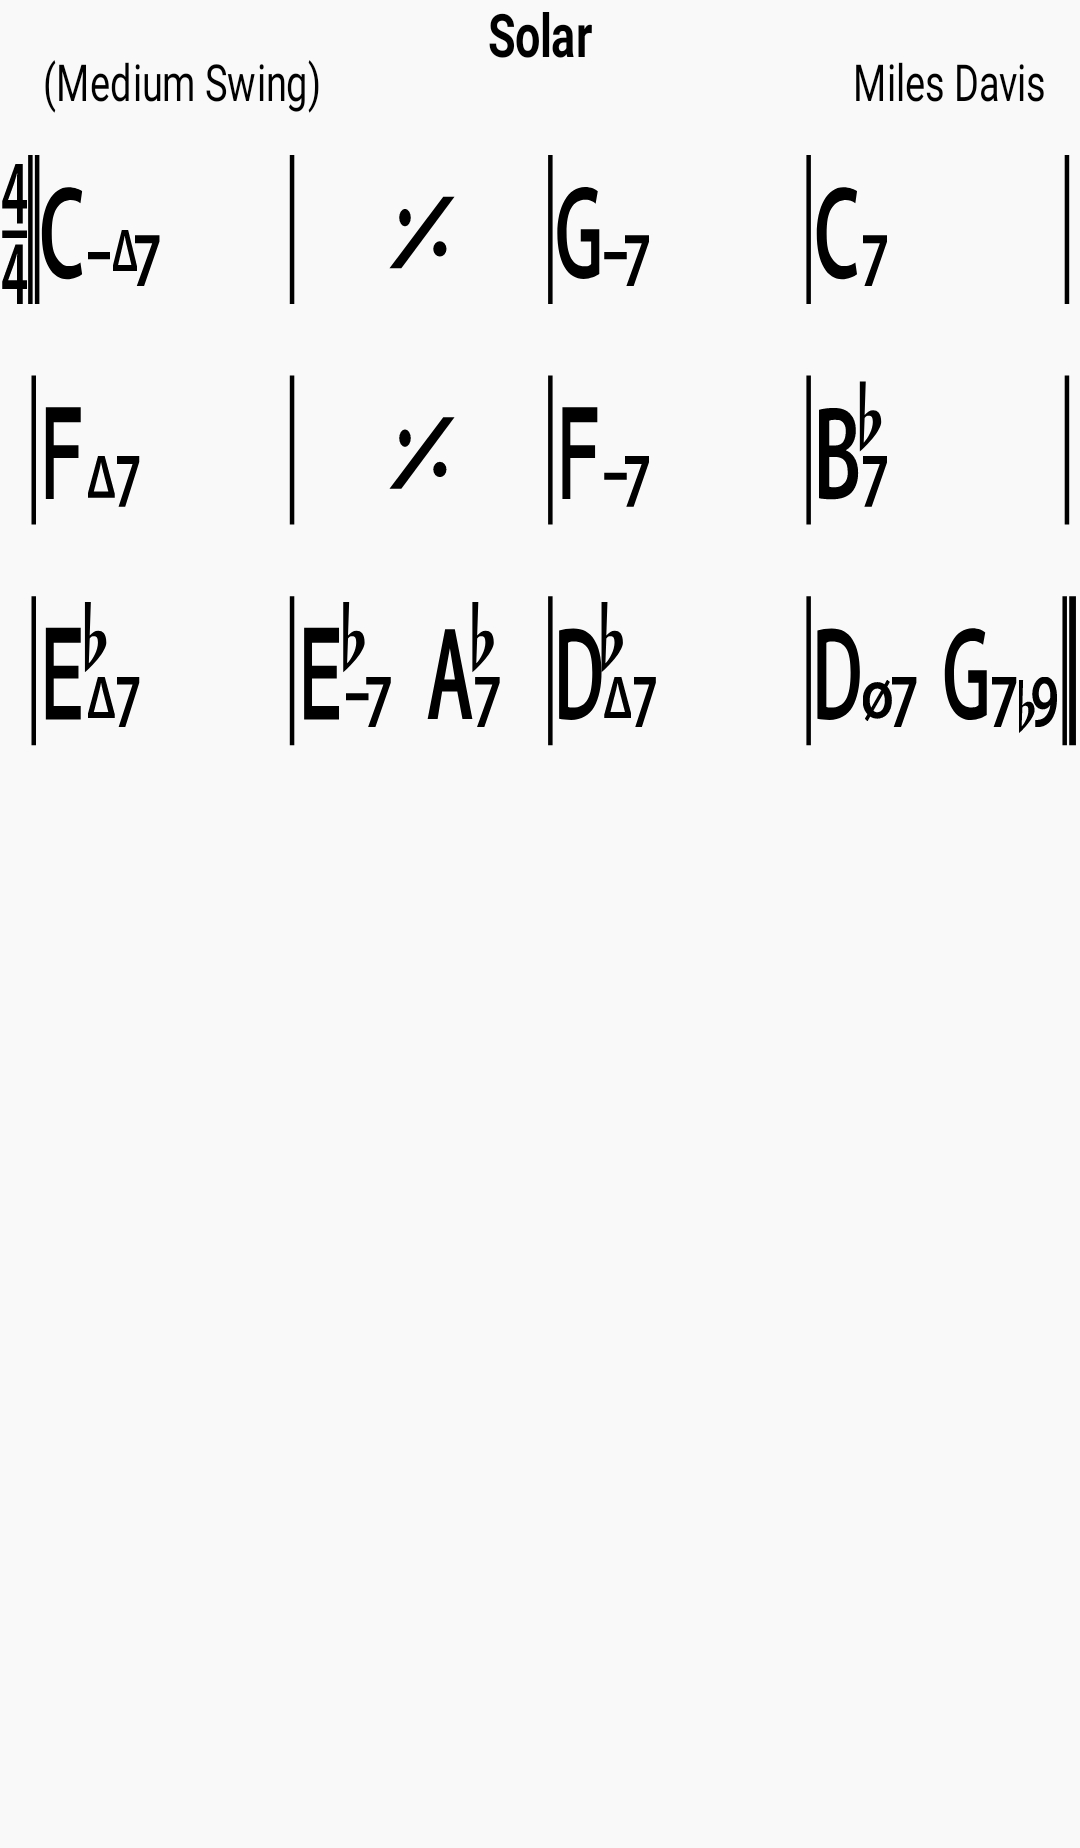 Solar
(Medium Swing) Miles Davis
4/4 C-Δ7 | 𝄎 | G-7 | C7 |
| FΔ7 | 𝄎 | F-7 | B♭7 |
| E♭Δ7 | E♭-7 A♭7 | D♭Δ7 | Dø7 G7♭9 ||